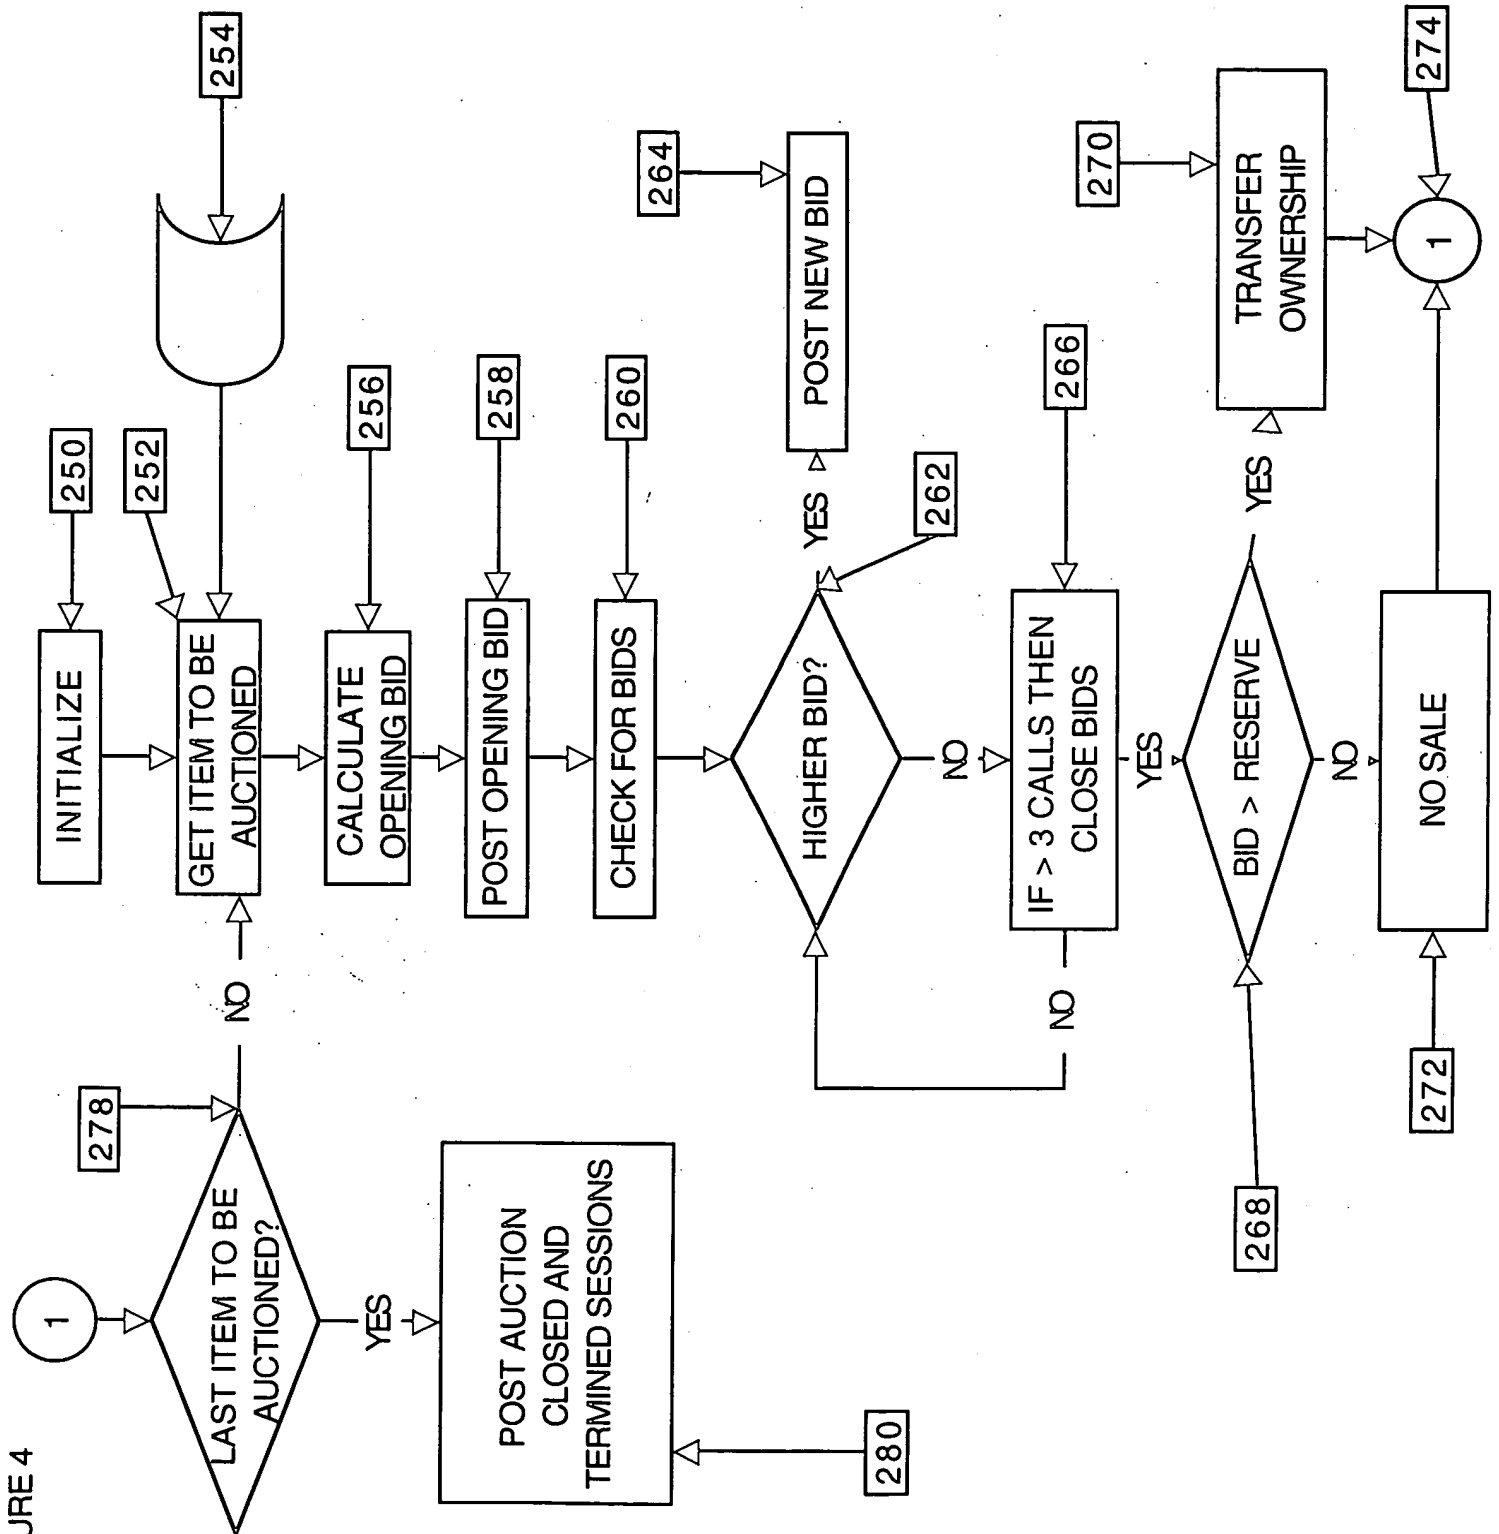 URE 4
1
LAST ITEM TO BE
AUCTIONED?
278
NO
YES
POST AUCTION
CLOSED AND
TERMINED SESSIONS
280
INITIALIZE
250
252
GET ITEM TO BE
AUCTIONED
254
CALCULATE
OPENING BID
256
POST OPENING BID
258
CHECK FOR BIDS
260
HIGHER BID?
YES
POST NEW BID
264
262
NO
IF > 3 CALLS THEN
CLOSE BIDS
266
NO
YES
BID > RESERVE
268
YES
TRANSFER
OWNERSHIP
270
NO
NO SALE
272
1
274